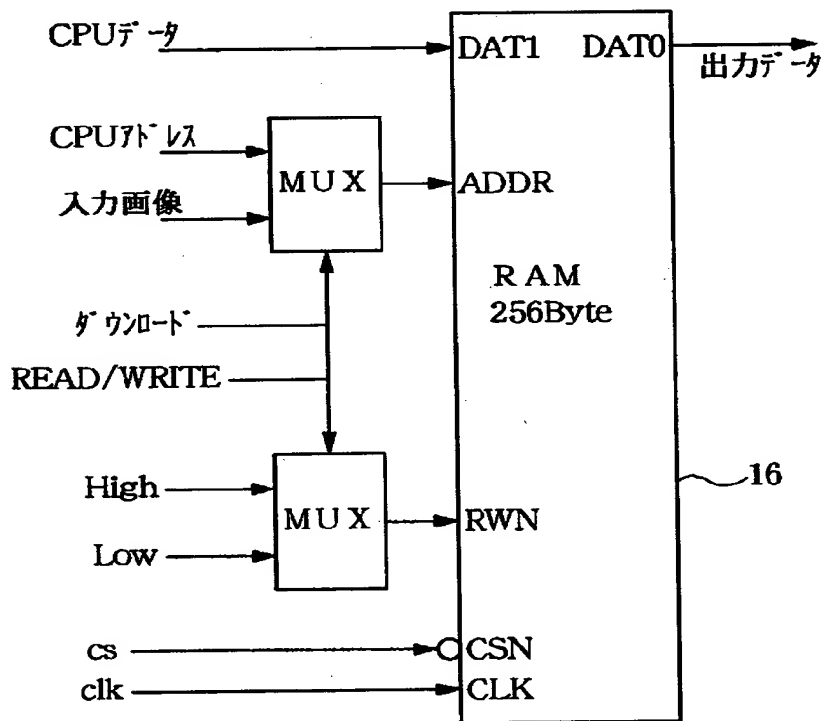 CPUデータ
DAT1
DAT0
出力データ
CPUアドレス
MUX
ADDR
入力画像
RAM
256Byte
ダウンロード
READ/WRITE
16
High
MUX
RWN
Low
cs
CSN
clk
CLK